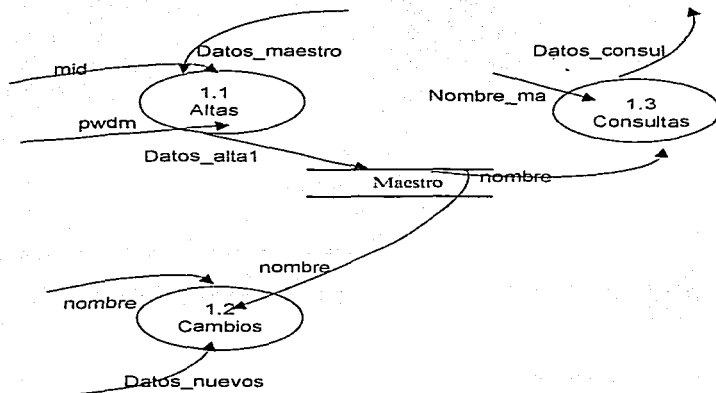 Datos_maestro
mid
1.1
Altas
pwdm
Datos_alta1
Datos_consul
Nombre_ma
1.3
Consultas
Maestro
nombre
nombre
nombre
1.2
Cambios
Datos_nuevos